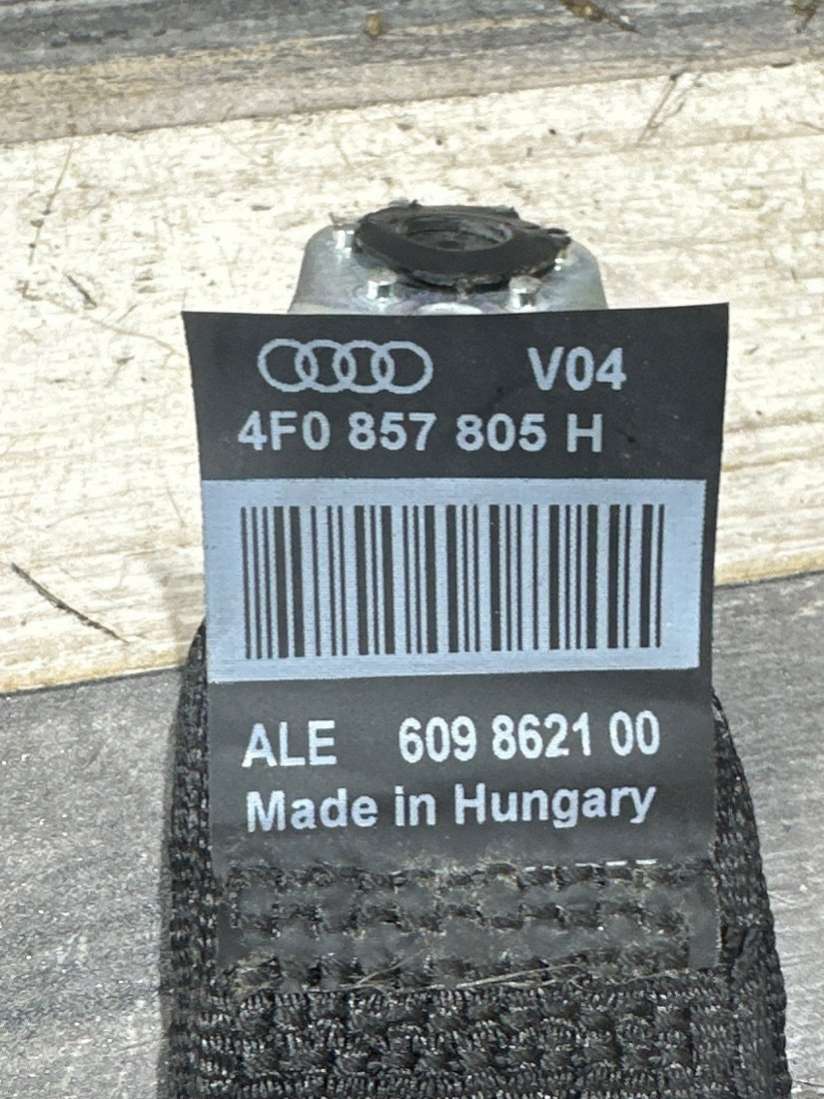 V04
4F0 857 805 H
ALE 609 8621 00
Made in Hungary